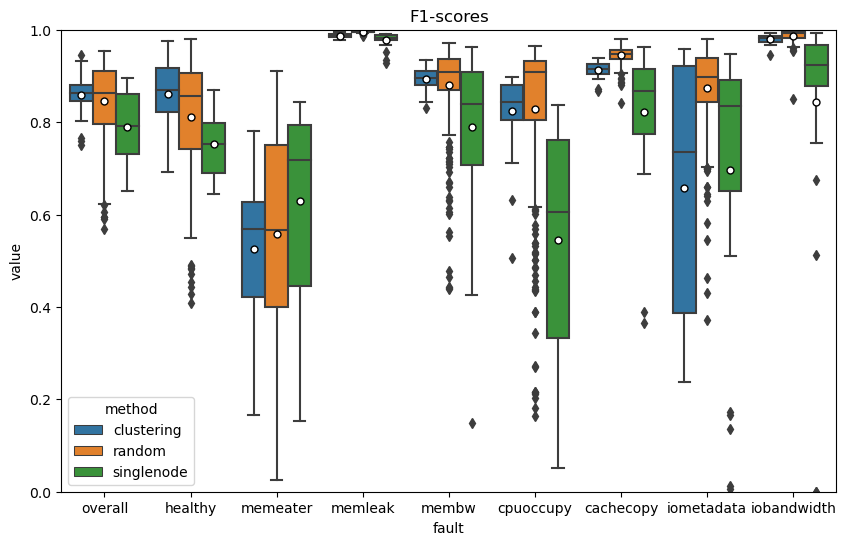 F1-scores
1.0
0.8
0.6
0.4
0.2
0.0
value
method
clustering
random
singlenode
overall healthy memeater memleak membw cpuoccupy cachecopy iometadata iobandwidth
fault